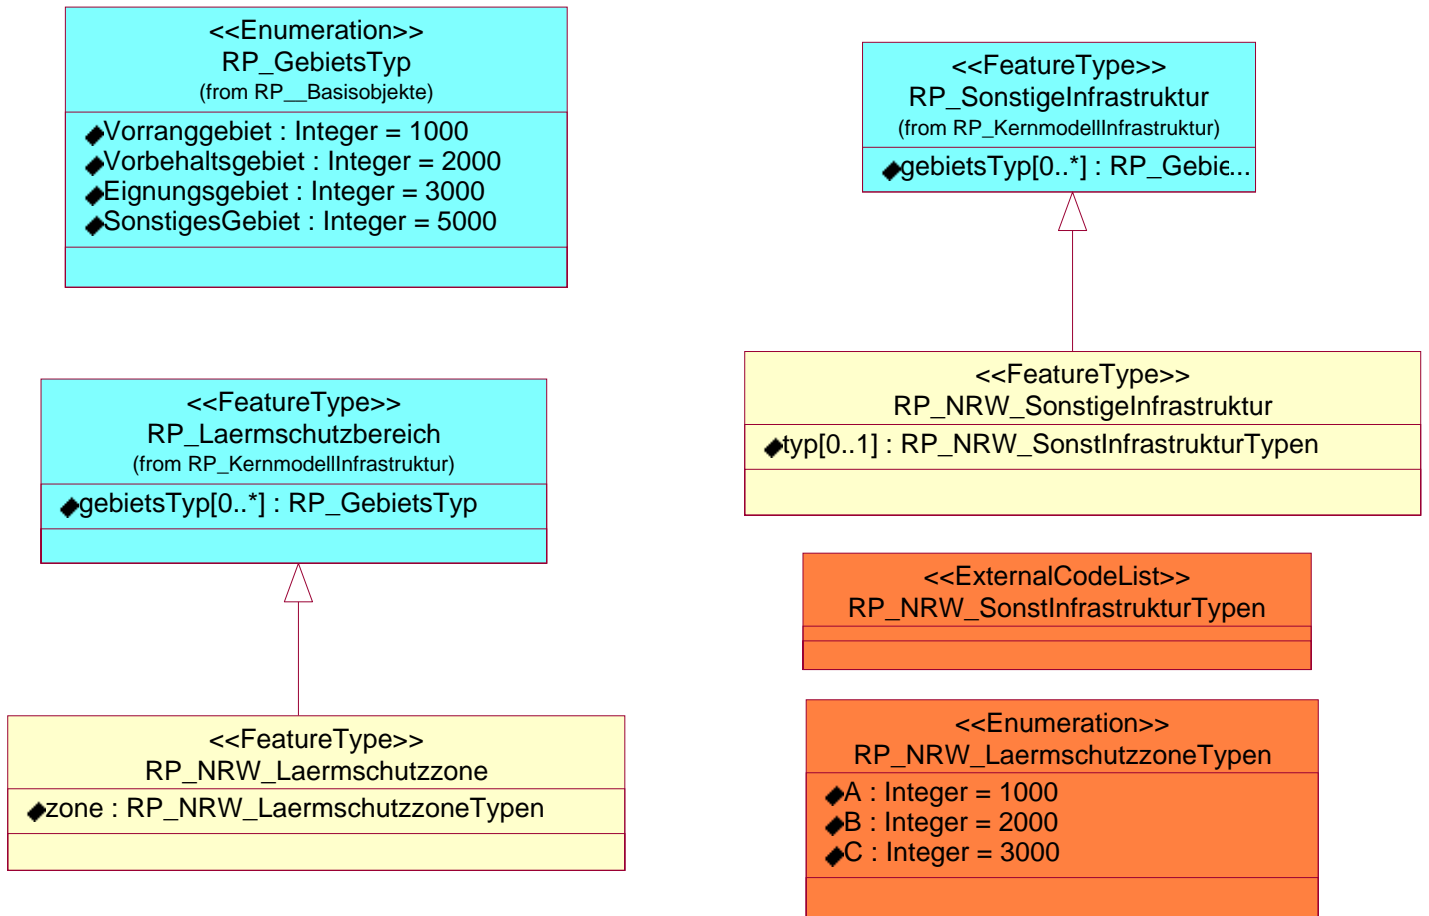 <<Enumeration>>
RP_GebietsTyp
(from RP__Basisobjekte)
Vorranggebiet : Integer = 1000
Vorbehaltsgebiet : Integer = 2000
Eignungsgebiet : Integer = 3000
SonstigesGebiet : Integer = 5000
<<FeatureType>>
RP_SonstigeInfrastruktur
(from RP_KernmodellInfrastruktur)
gebietsTyp[0..*] : RP_Gebie...
<<FeatureType>>
RP_Laermschutzbereich
(from RP_KernmodellInfrastruktur)
gebietsTyp[0..*] : RP_GebietsTyp
<<FeatureType>>
RP_NRW_SonstigeInfrastruktur
typ[0..1] : RP_NRW_SonstInfrastrukturTypen
<<ExternalCodeList>>
RP_NRW_SonstInfrastrukturTypen
<<FeatureType>>
RP_NRW_Laermschutzzone
zone : RP_NRW_LaermschutzzoneTypen
<<Enumeration>>
RP_NRW_LaermschutzzoneTypen
A : Integer = 1000
B : Integer = 2000
C : Integer = 3000